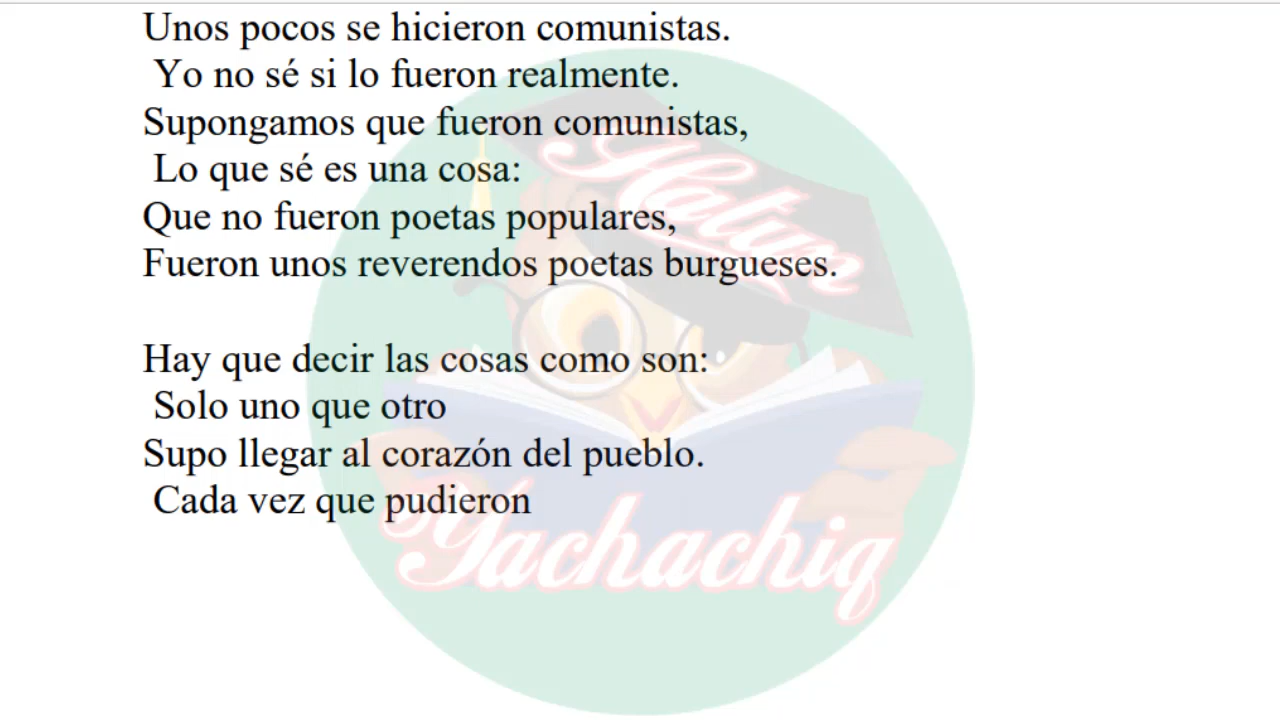 Unos pocos se hicieron comunistas.
Yo no sé si lo fueron realmente.
Supongamos que fueron comunistas,
Lo que sé es una cosa:
Que no fueron poetas populares,
Fueron unos reverendos poetas burgueses.
Hay que decir las cosas como son:
Solo uno que otro
Supo llegar al corazón del pueblo.
Cada vez que pudieron
Hatun
Yachachiq